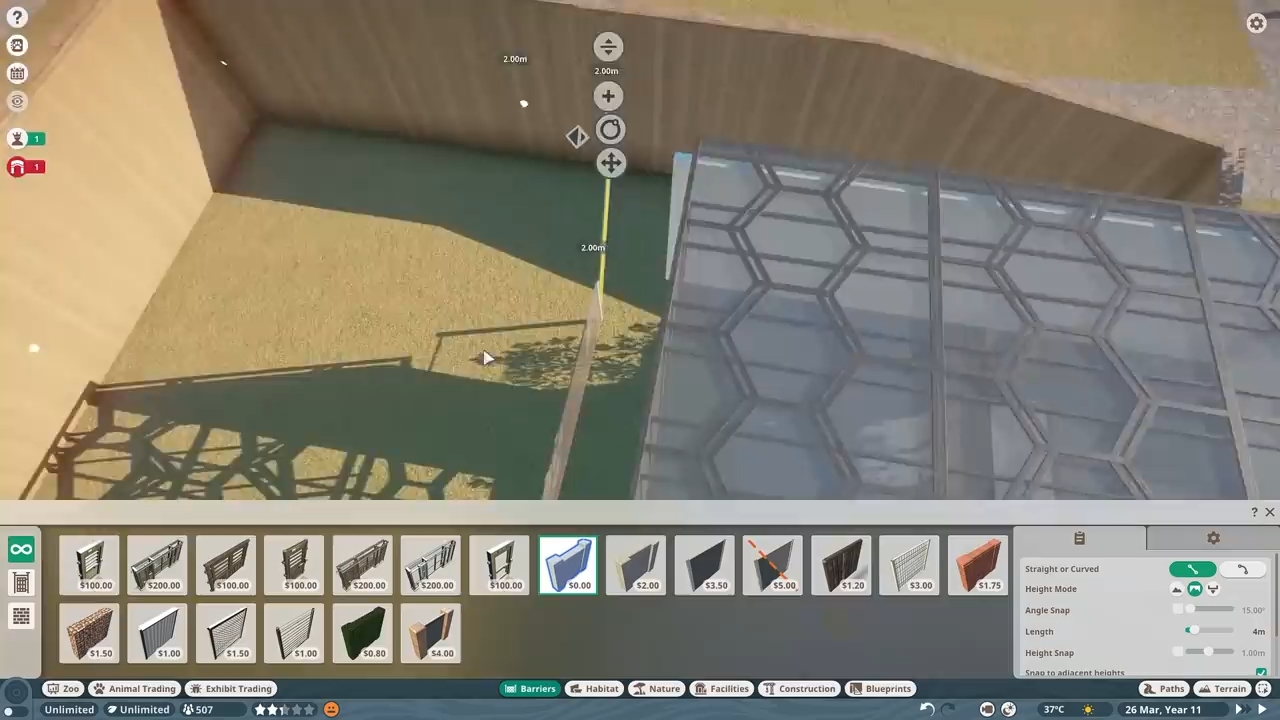 ?
2.00m
2.00m
1
1
2.00m
?
$100.00 $200.00 $100.00 $100.00 $200.00 $200.00 $100.00 $0.00 $2.00 $3.50 $5.00 $1.20 $3.00 $1.75
$1.50 $1.00 $1.50 $1.00 $0.80 $4.00
Straight or Curved
Height Mode
Angle Snap 15.00°
Length 4m
Height Snap 1.00m
Snap to adjacent heights
Zoo Animal Trading Exhibit Trading Barriers Habitat Nature Facilities Construction Blueprints Paths Terrain
Unlimited Unlimited 507 37°C 26 Mar, Year 11